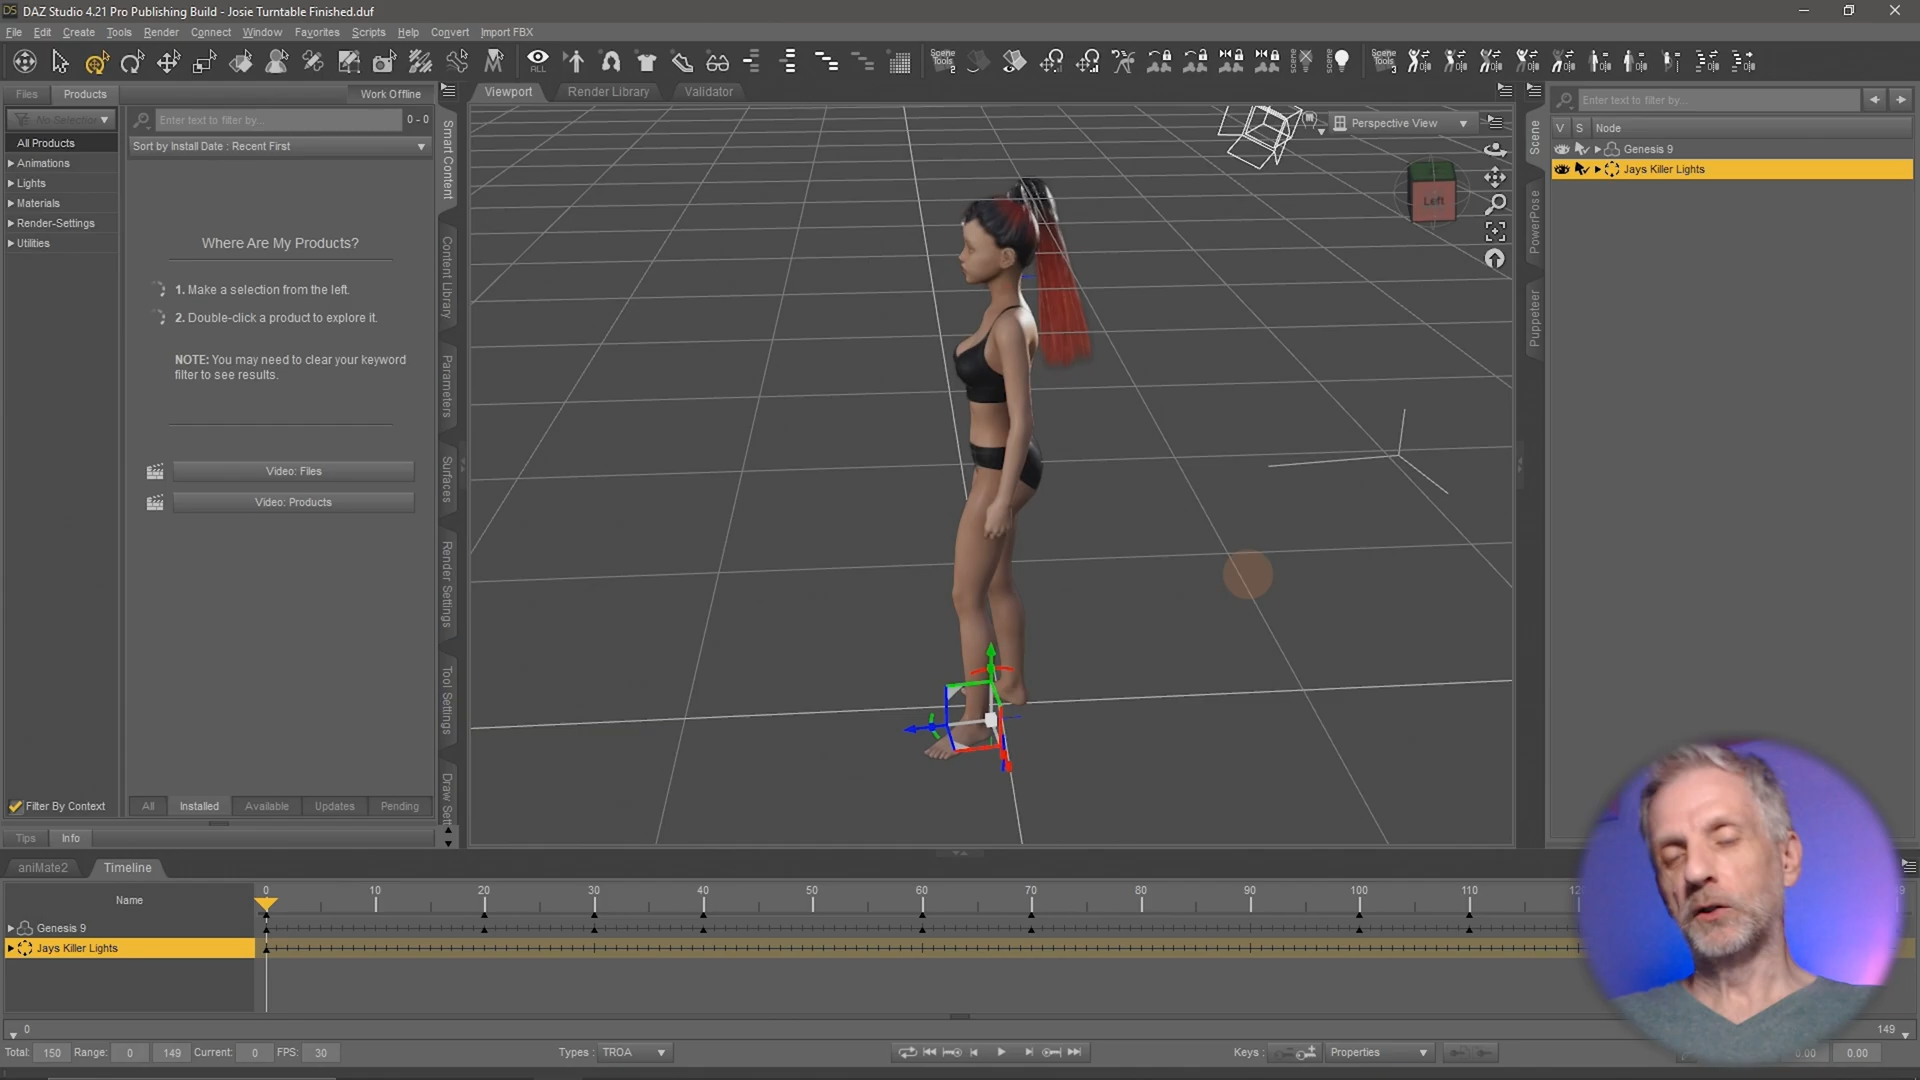 DAZ Studio 4.21 Pro Publishing Build - Josie Turntable Finished.duf
File Edit Create Tools Render Connect Window Favorites Scripts Help Convert Import FBX
ALL
Scene Tools 2
Scene Tools 3
Files Products Work Offline
Viewport Render Library Validator
No Selection
Enter text to filter by... 0 - 0
Sort by Install Date : Recent First
All Products
Animations
Lights
Materials
Render-Settings
Utilities
Where Are My Products?
1. Make a selection from the left.
2. Double-click a product to explore it.
NOTE: You may need to clear your keyword
filter to see results.
Video: Files
Video: Products
Filter By Context
All Installed Available Updates Pending
Tips Info
Smart Content
Content Library
Parameters
Surfaces
Render Settings
Tool Settings
Draw Sett
Perspective View
Left
Scene
PowerPose
Puppeteer
Enter text to filter by...
V S Node
Genesis 9
Jays Killer Lights
aniMate2 Timeline
Name
0 10 20 30 40 50 60 70 80 90 100 110
Genesis 9
Jays Killer Lights
0 149
Total: 150 Range: 0 149 Current: 0 FPS: 30 Types : TROA Keys : Properties 0.00 0.00